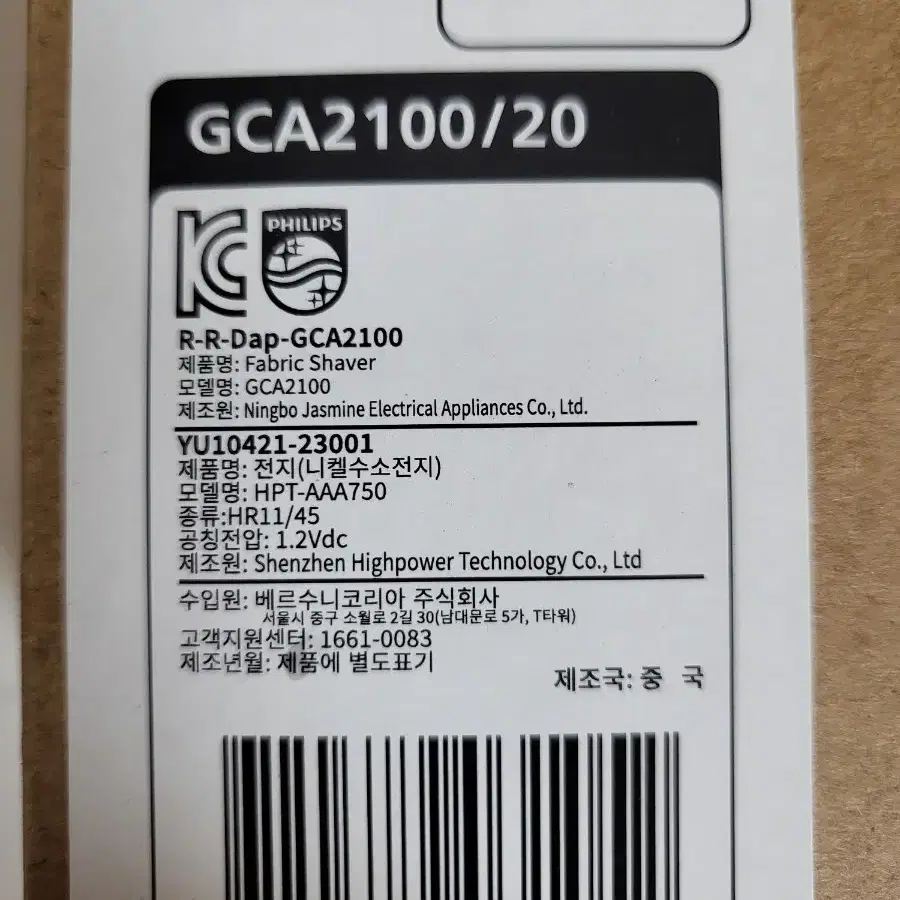 GCA2100/20
PHILIPS
R-R-Dap-GCA2100
제품명: Fabric Shaver
모델명: GCA2100
제조원: Ningbo Jasmine Electrical Appliances Co., Ltd.
YU10421-23001
제품명: 전지(니켈수소전지)
모델명: HPT-AAA750
종류:HR11/45
공칭전압: 1.2Vdc
제조원: Shenzhen Highpower Technology Co., Ltd
수입원: 베르수니코리아 주식회사
서울시 중구 소월로 2길 30(남대문로 5가, T타워)
고객지원센터: 1661-0083
제조년월: 제품에 별도표기
제조국: 중 국